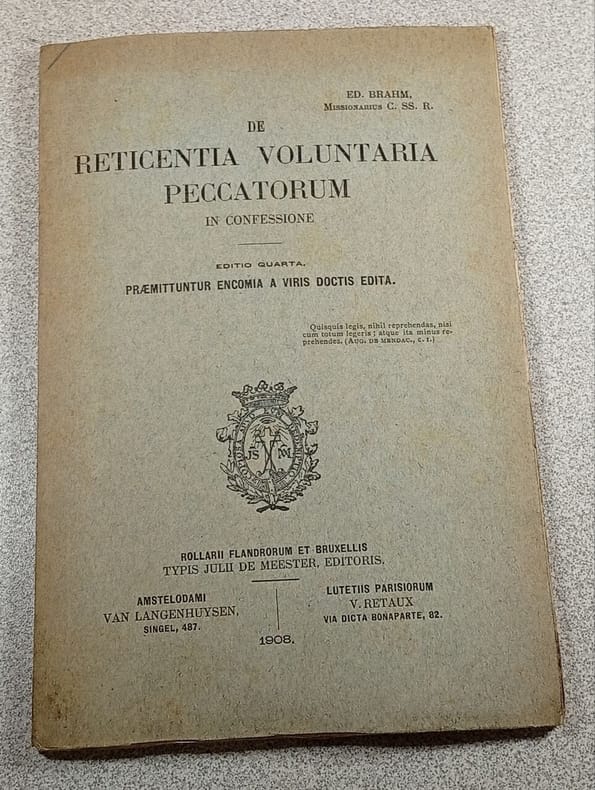 ED. BRAHM,
MISSIONARIUS C. SS. R.
DE
RETICENTIA VOLUNTARIA
PECCATORUM
IN CONFESSIONE
EDITIO QUARTA.
PRÆMITTUNTUR ENCOMIA A VIRIS DOCTIS EDITA.
Quisquis legis, nihil reprehendas, nisi
cum totum legeris ; atque ita minus re-
prehendes. (AUG. DE MENDAC., c. I.)
JS M
ROLLARII FLANDRORUM ET BRUXELLIS
TYPIS JULII DE MEESTER, EDITORIS.
AMSTELODAMI
VAN LANGENHUYSEN,
SINGEL, 487.
LUTETIIS PARISIORUM
V. RETAUX
VIA DICTA BONAPARTE, 82.
1908.